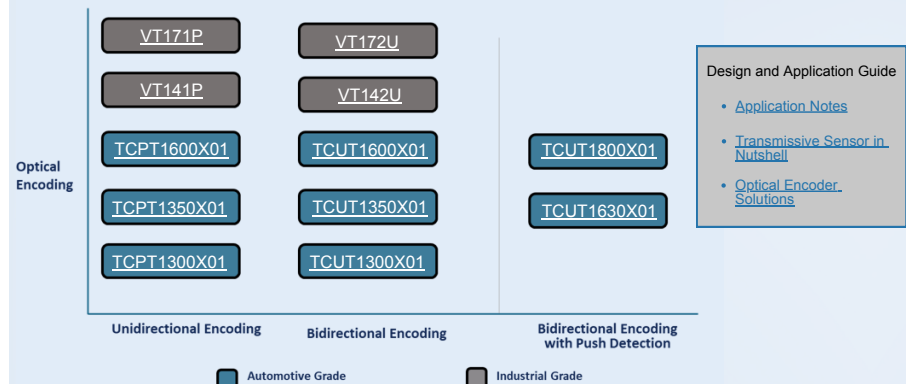 VT171P
VT172U
VT141P
VT142U
TCPT1600X01
TCUT1600X01
TCUT1800X01
TCPT1350X01
TCUT1350X01
TCUT1630X01
TCPT1300X01
TCUT1300X01
Optical
Encoding
Unidirectional Encoding
Bidirectional Encoding
Bidirectional Encoding
with Push Detection
Automotive Grade
Industrial Grade
Design and Application Guide
• Application Notes
• Transmissive Sensor in
Nutshell
• Optical Encoder
Solutions